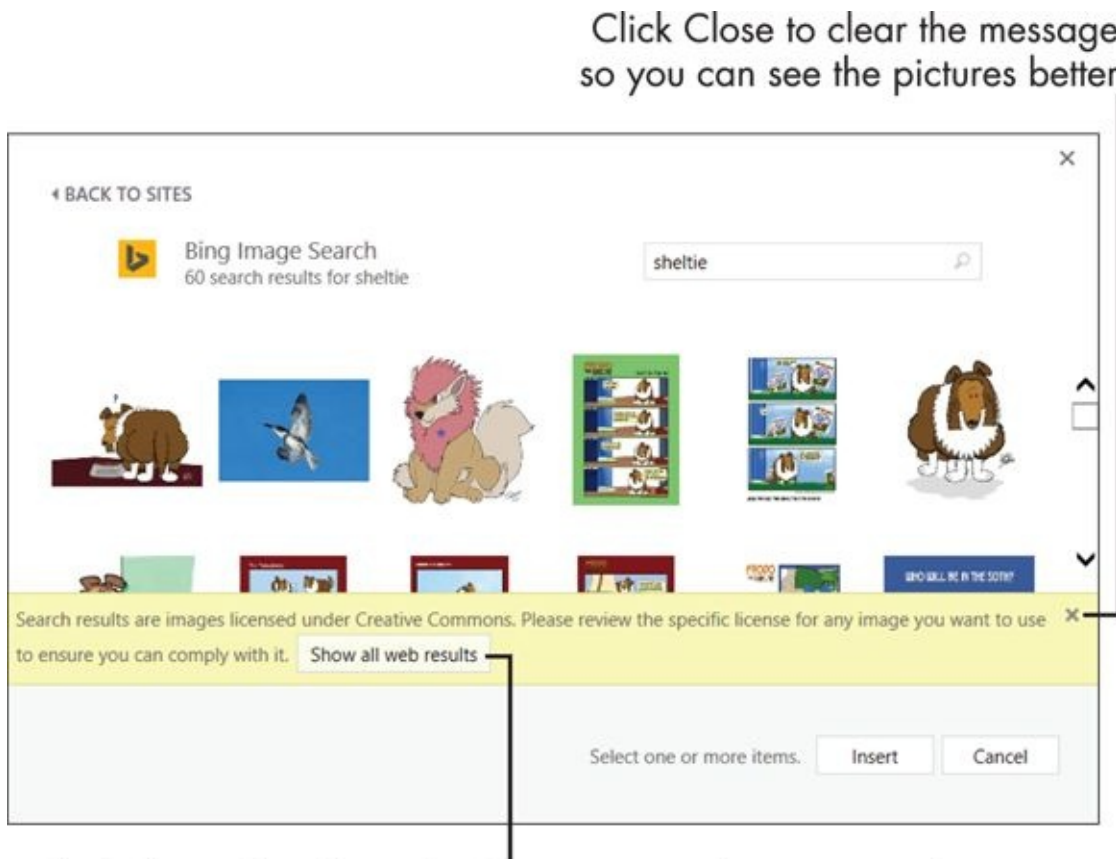 Click Close to clear the message
so you can see the pictures better
BACK TO SITES
Bing Image Search
60 search results for sheltie
sheltie
WHO WILL BE IN THE SOTH?
Search results are images licensed under Creative Commons. Please review the specific license for any image you want to use
to ensure you can comply with it. Show all web results
Select one or more items. Insert Cancel